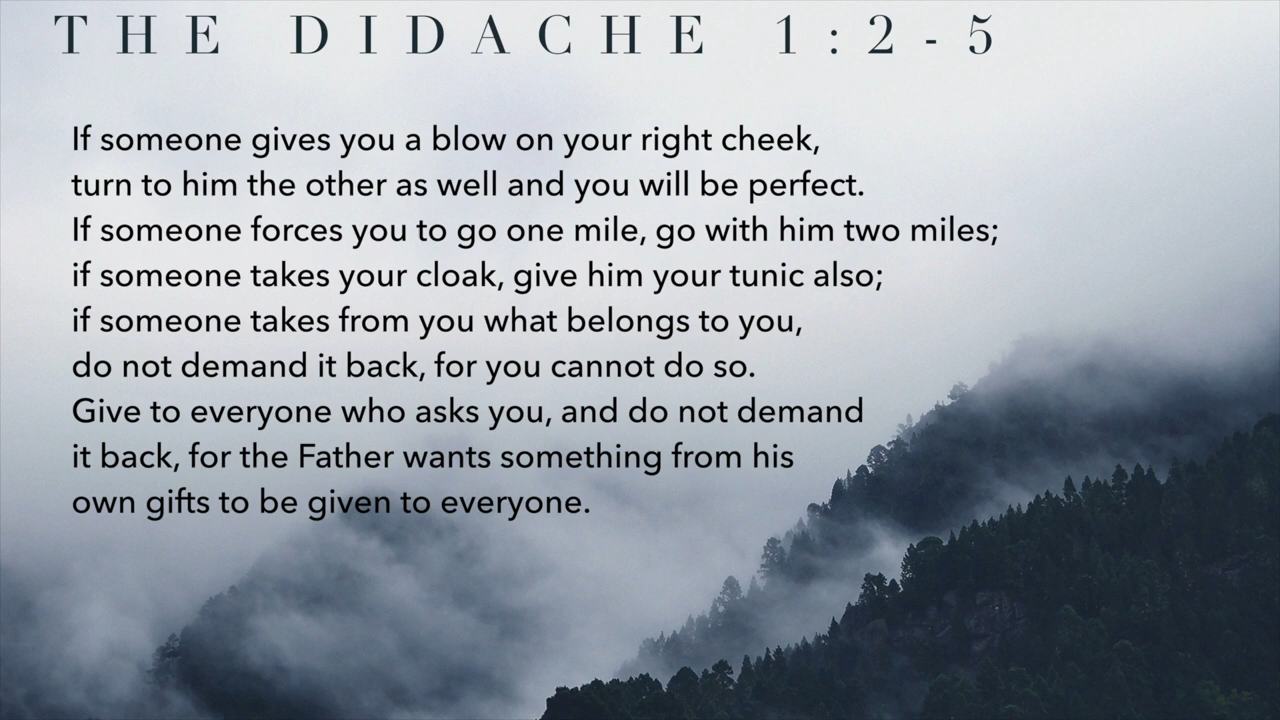 THE DIDACHE 1:2-5
If someone gives you a blow on your right cheek,
turn to him the other as well and you will be perfect.
If someone forces you to go one mile, go with him two miles;
if someone takes your cloak, give him your tunic also;
if someone takes from you what belongs to you,
do not demand it back, for you cannot do so.
Give to everyone who asks you, and do not demand
it back, for the Father wants something from his
own gifts to be given to everyone.